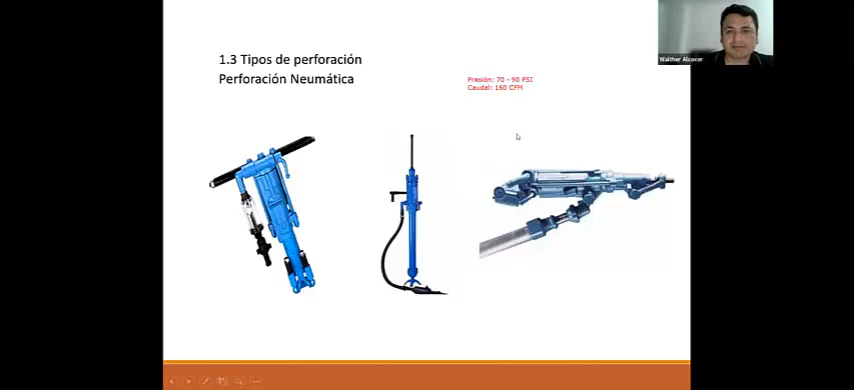 1.3 Tipos de perforación
Perforación Neumática
Presión: 70 - 90 PSI
Caudal: 160 CFM
Walther Alcocer